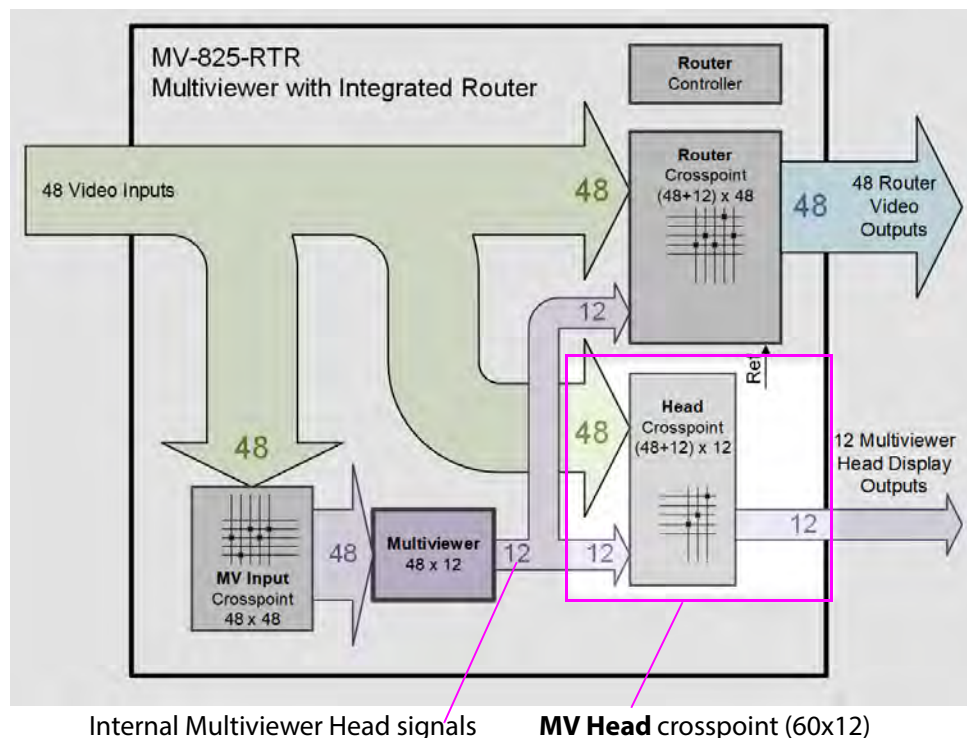 MV-825-RTR
Multiviewer with Integrated Router
Router
Controller
48 Video Inputs
48
Router
Crosspoint
(48+12) x 48
48
48 Router
Video
Outputs
12
Ref
48
48
Head
Crosspoint
(48+12) x 12
12 Multiviewer
Head Display
Outputs
MV Input
Crosspoint
48 x 48
48
Multiviewer
48 x 12
12
12
12
Internal Multiviewer Head signals
MV Head crosspoint (60x12)